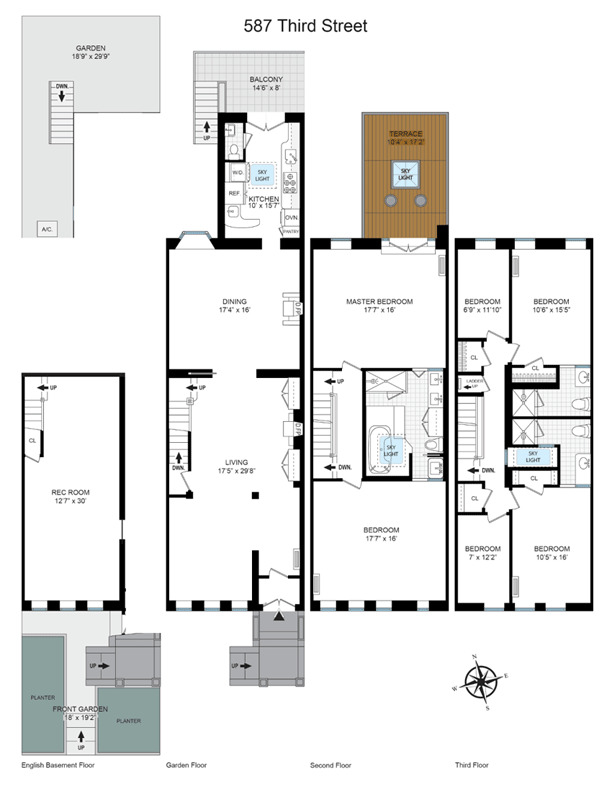 587 Third Street
GARDEN
18'9" x 29'9"
DWN.
A/C.
UP
CL
REC ROOM
12'7" x 30'
UP
PLANTER
FRONT GARDEN
18' x 19'2"
PLANTER
UP
English Basement Floor
BALCONY
14'6" x 8'
UP
W/D
SKY
LIGHT
REF.
KITCHEN
10' x 15'7"
OVN
PANTRY
DINING
17'4" x 16'
D/F
UP
D/F
LIVING
17'5" x 29'8"
DWN.
UP
Garden Floor
TERRACE
10'4" x 17'2"
SKY
LIGHT
MASTER BEDROOM
17'7" x 16'
UP
SKY
LIGHT
DWN.
BEDROOM
17'7" x 16'
Second Floor
BEDROOM
6'9" x 11'10"
BEDROOM
10'6" x 15'5"
CL
CL
LADDER
UP
SKY
LIGHT
DWN.
CL
CL
BEDROOM
7' x 12'2"
BEDROOM
10'5" x 16'
N
W
E
S
Third Floor